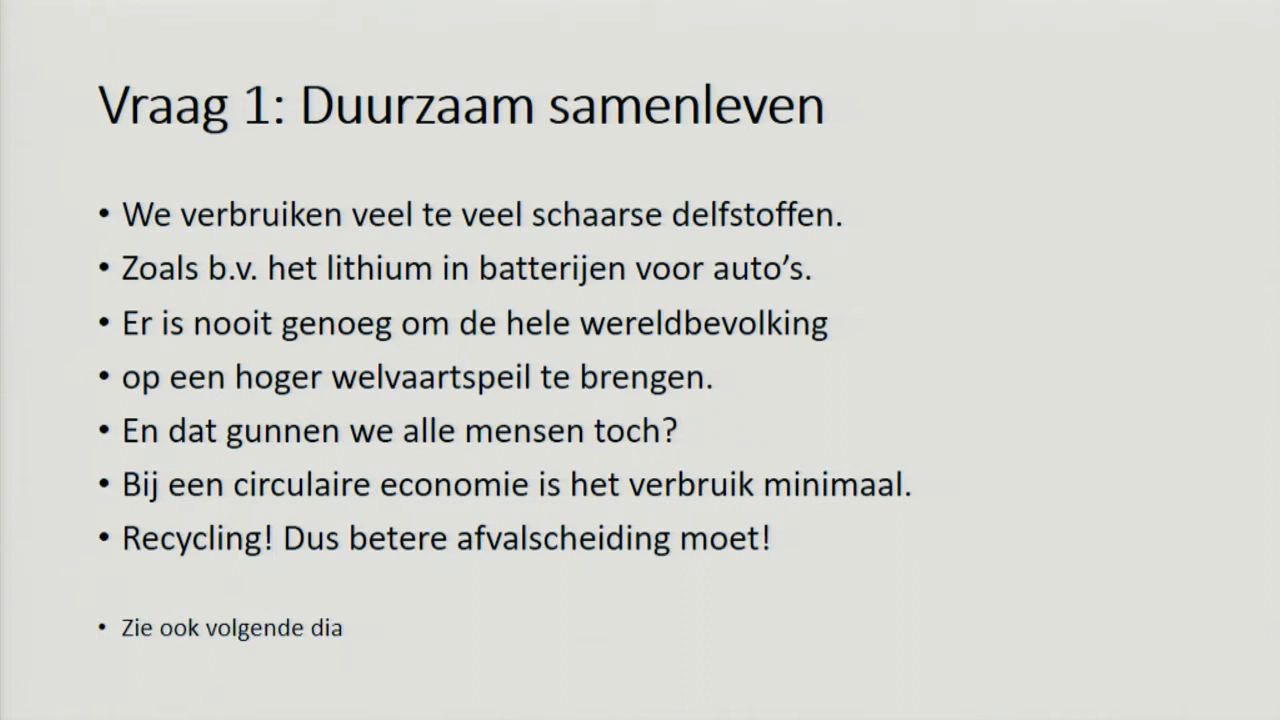 Vraag 1: Duurzaam samenleven
• We verbruiken veel te veel schaarse delfstoffen.
• Zoals b.v. het lithium in batterijen voor auto’s.
• Er is nooit genoeg om de hele wereldbevolking
• op een hoger welvaartspeil te brengen.
• En dat gunnen we alle mensen toch?
• Bij een circulaire economie is het verbruik minimaal.
• Recycling! Dus betere afvalscheiding moet!
• Zie ook volgende dia